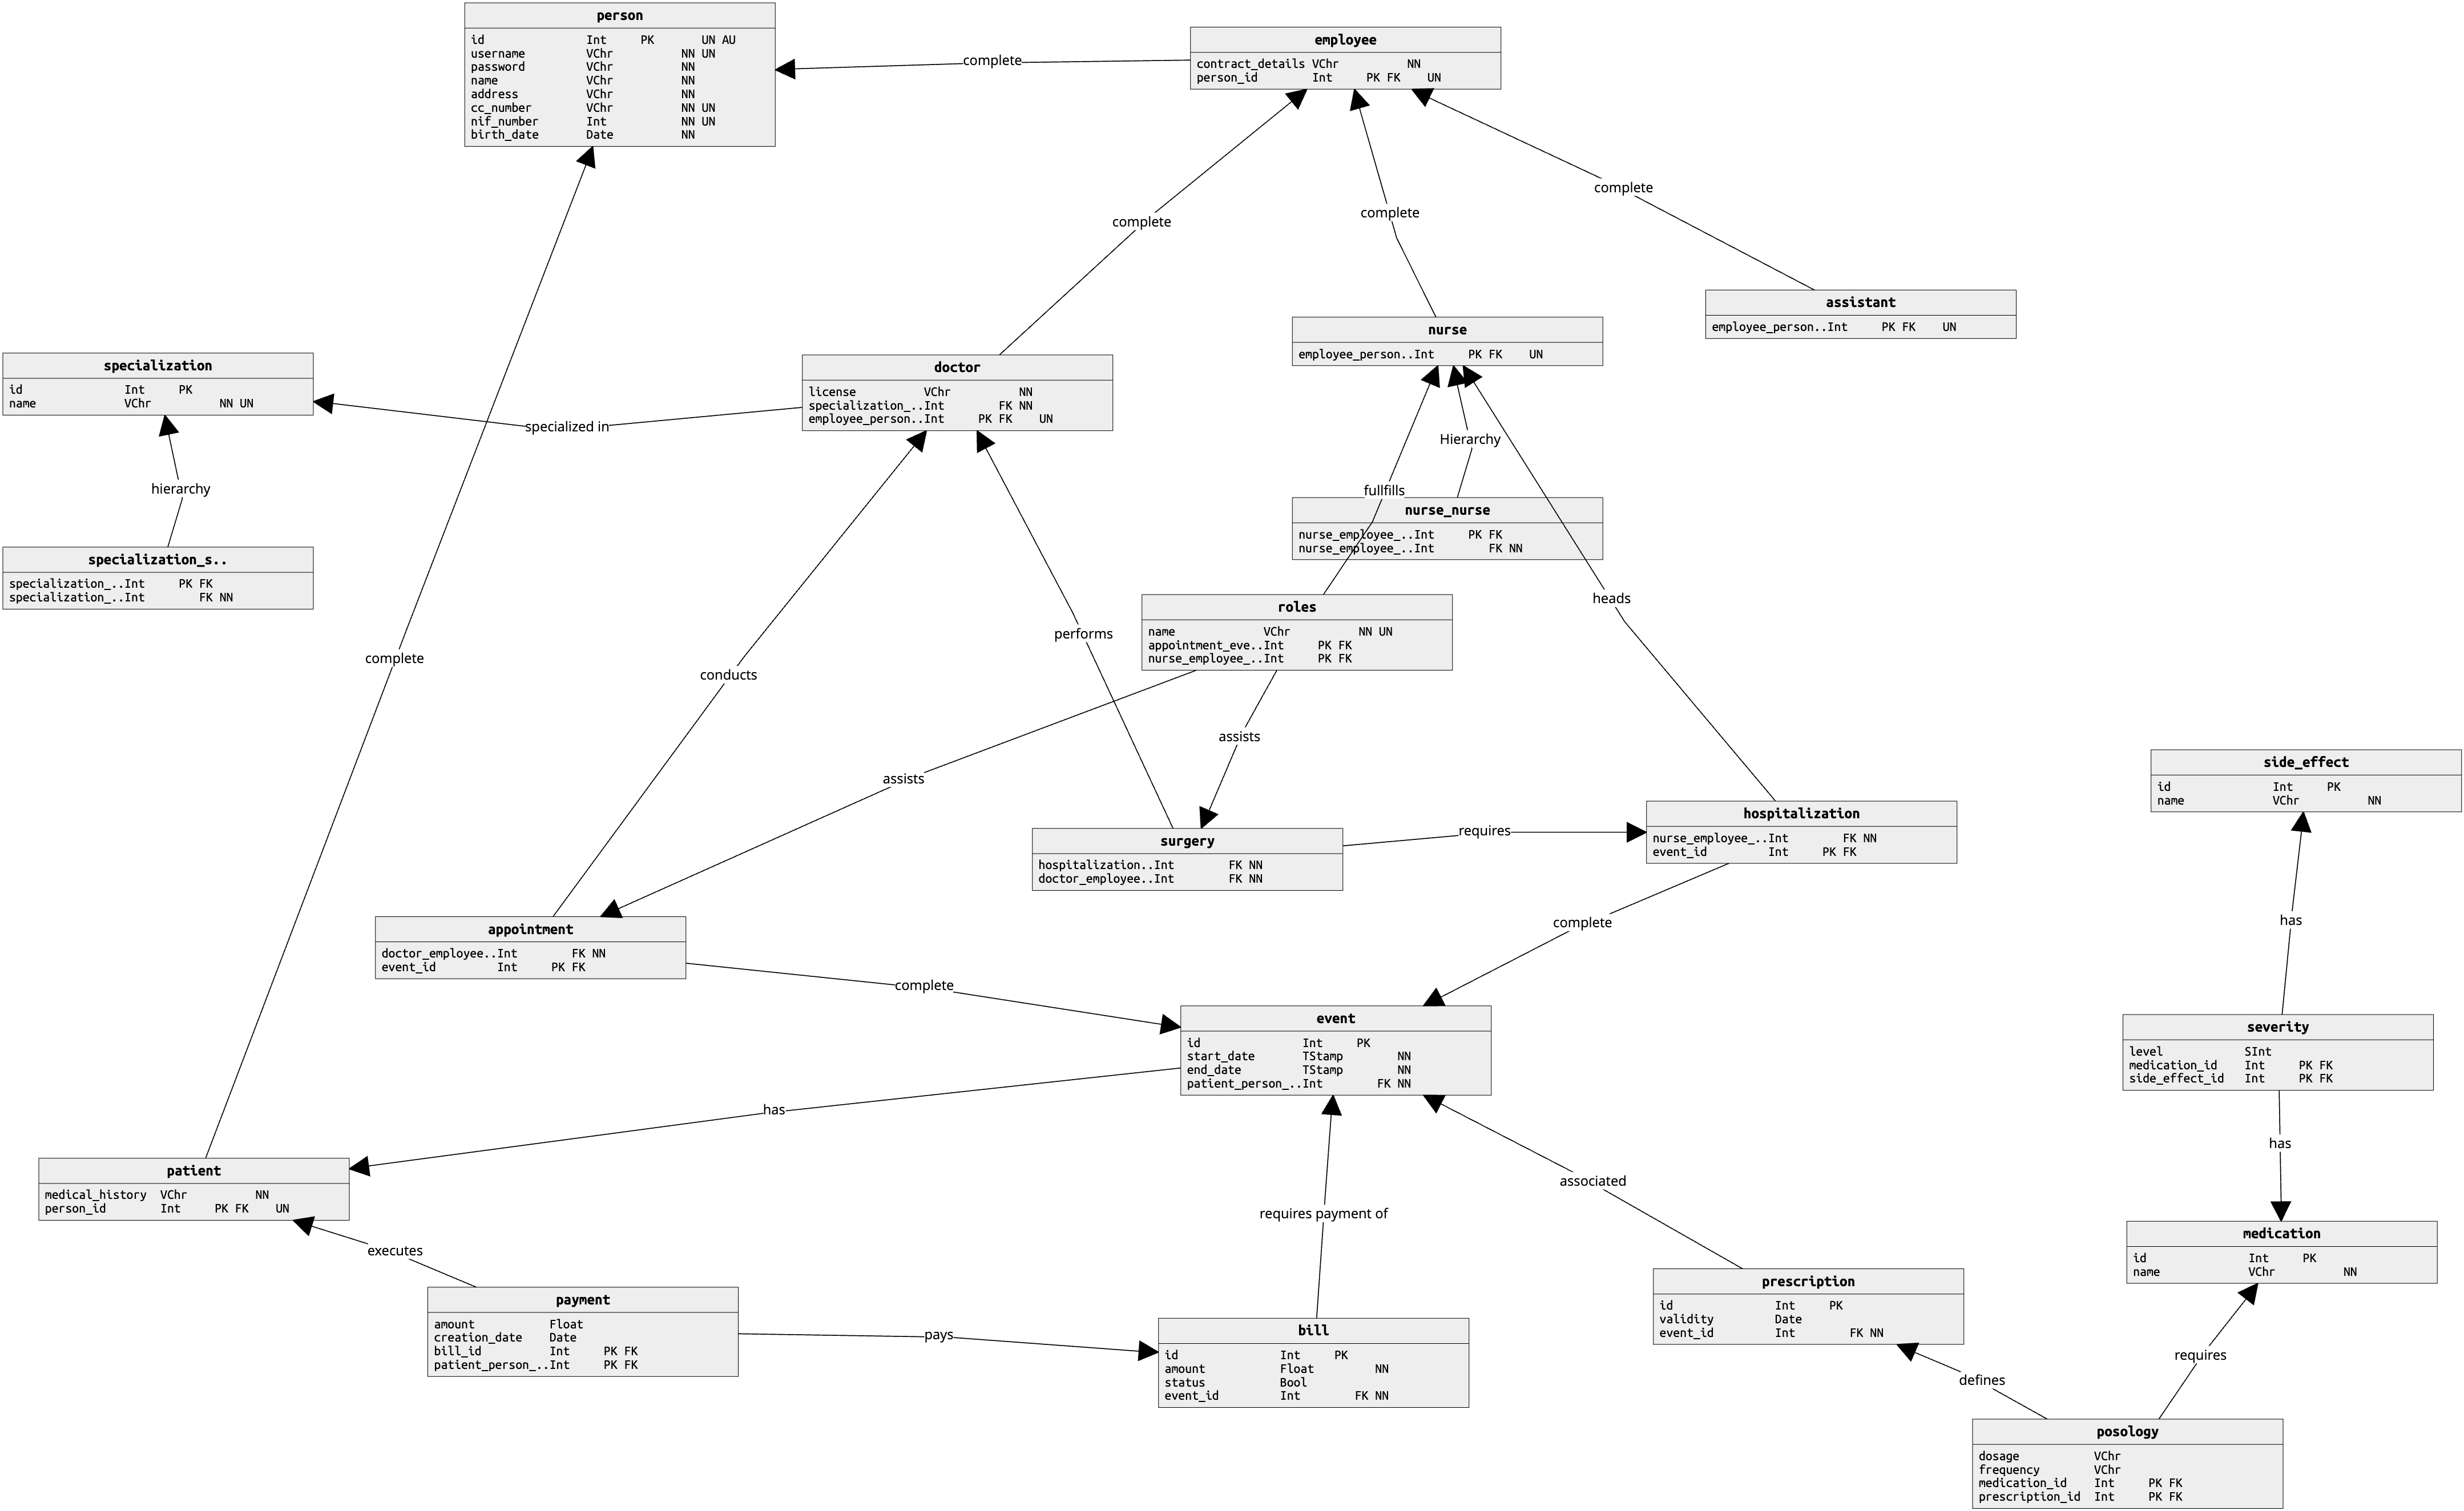 person
id Int PK UN AU
username VChr NN UN
password VChr NN
name VChr NN
address VChr NN
cc_number VChr NN UN
nif_number Int NN UN
birth_date Date NN
complete
employee
contract_details VChr NN
person_id Int PK FK UN
complete
complete
complete
assistant
employee_person..Int PK FK UN
nurse
employee_person..Int PK FK UN
specialization
id Int PK
name VChr NN UN
doctor
license VChr NN
specialization_..Int FK NN
employee_person..Int PK FK UN
specialized in
Hierarchy
hierarchy
fullfills
nurse_nurse
nurse_employee_..Int PK FK
nurse_employee_..Int FK NN
specialization_s..
specialization_..Int PK FK
specialization_..Int FK NN
heads
roles
name VChr NN UN
appointment_eve..Int PK FK
nurse_employee_..Int PK FK
performs
complete
conducts
assists
assists
side_effect
id Int PK
name VChr NN
hospitalization
nurse_employee_..Int FK NN
event_id Int PK FK
requires
surgery
hospitalization..Int FK NN
doctor_employee..Int FK NN
has
complete
appointment
doctor_employee..Int FK NN
event_id Int PK FK
complete
event
id Int PK
start_date TStamp NN
end_date TStamp NN
patient_person_..Int FK NN
severity
level SInt
medication_id Int PK FK
side_effect_id Int PK FK
has
has
patient
medical_history VChr NN
person_id Int PK FK UN
associated
requires payment of
executes
medication
id Int PK
name VChr NN
prescription
id Int PK
validity Date
event_id Int FK NN
payment
amount Float
creation_date Date
bill_id Int PK FK
patient_person_..Int PK FK
pays
bill
id Int PK
amount Float NN
status Bool
event_id Int FK NN
requires
defines
posology
dosage VChr
frequency VChr
medication_id Int PK FK
prescription_id Int PK FK